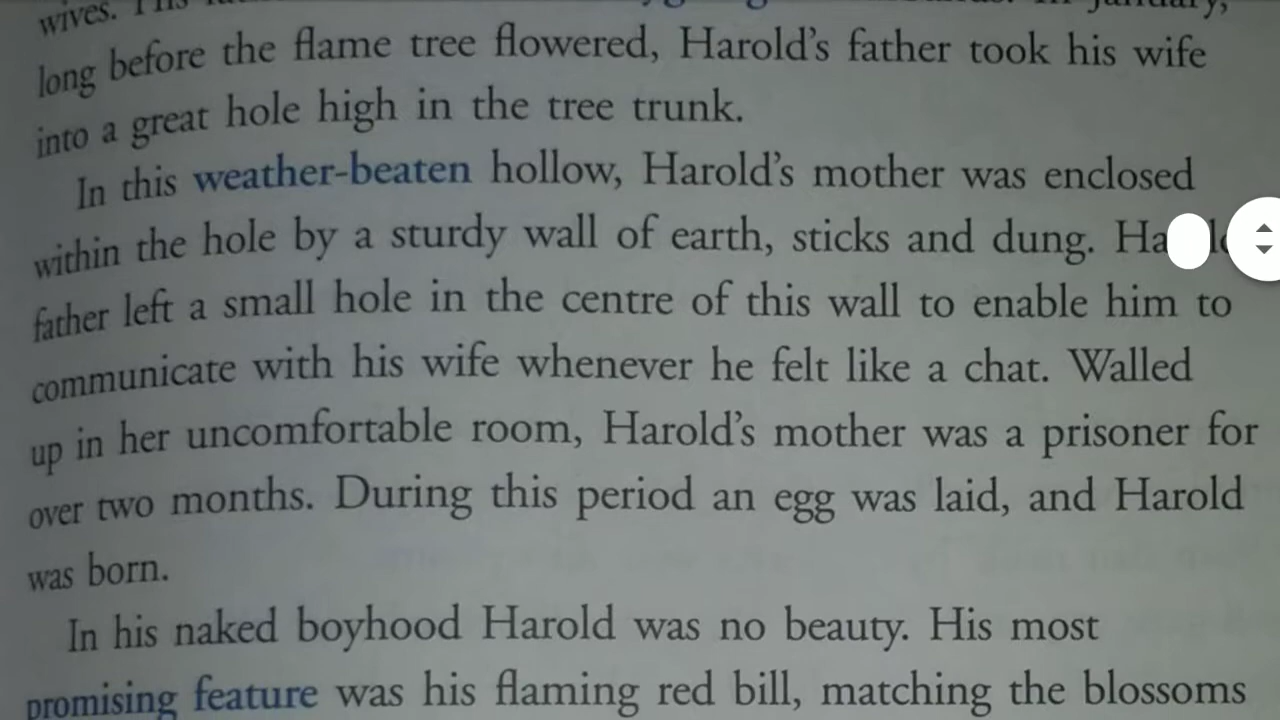 wives.
long before the flame tree flowered, Harold's father took his wife
into a great hole high in the tree trunk.
In this weather-beaten hollow, Harold's mother was enclosed
within the hole by a sturdy wall of earth, sticks and dung.
father left a small hole in the centre of this wall to enable him to
communicate with his wife whenever he felt like a chat. Walled
up in her uncomfortable room, Harold's mother was a prisoner for
over two months. During this period an egg was laid, and Harold
was born.
In his naked boyhood Harold was no beauty. His most
promising feature was his flaming red bill, matching the blossoms